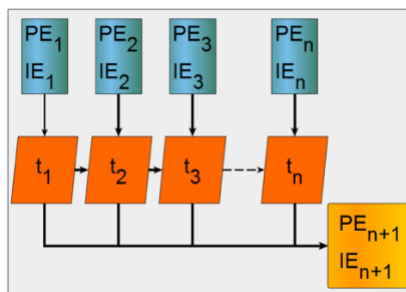 PE₁ PE₂ PE₃ PEₙ
IE₁ IE₂ IE₃ IEₙ
t₁ t₂ t₃ tₙ
PEₙ₊₁
IEₙ₊₁